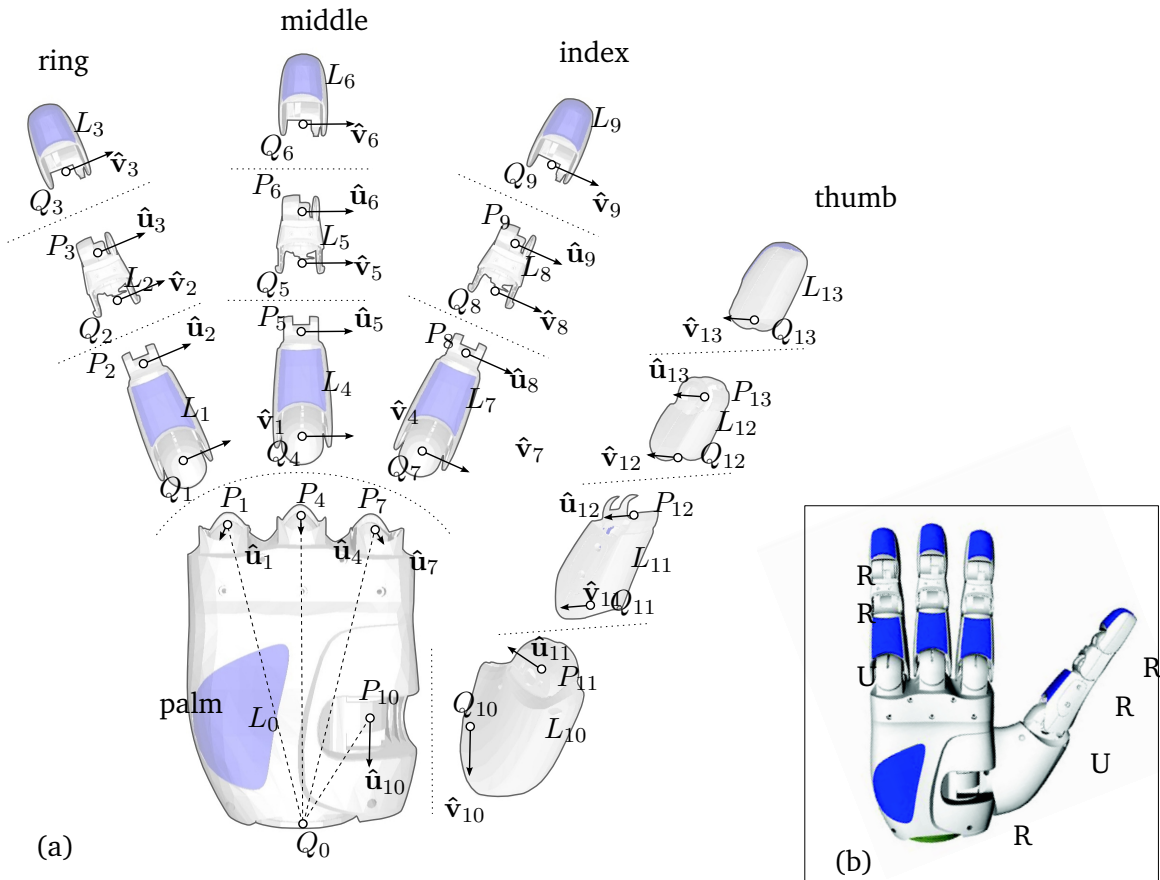 middle
ring
index
thumb
L₆
v̂₆
Q₆
L₃
v̂₃
Q₃
L₉
v̂₉
Q₉
P₆
û₆
L₅
v̂₅
Q₅
P₃
û₃
L₂
v̂₂
Q₂
P₉
û₉
L₈
v̂₈
Q₈
L₁₃
v̂₁₃
Q₁₃
P₅
û₅
L₄
v̂₁
Q₄
P₂
û₂
L₁
Q₁
P₈
û₈
L₇
v̂₄
Q₇
v̂₇
û₁₃
P₁₃
L₁₂
v̂₁₂
Q₁₂
P₁
P₄
P₇
û₁
û₄
û₇
û₁₂
P₁₂
L₁₁
v̂₁₁
Q₁₁
û₁₁
P₁₁
Q₁₀
L₁₀
v̂₁₀
palm
L₀
P₁₀
û₁₀
Q₀
(a)
R
R
U
R
R
U
R
(b)